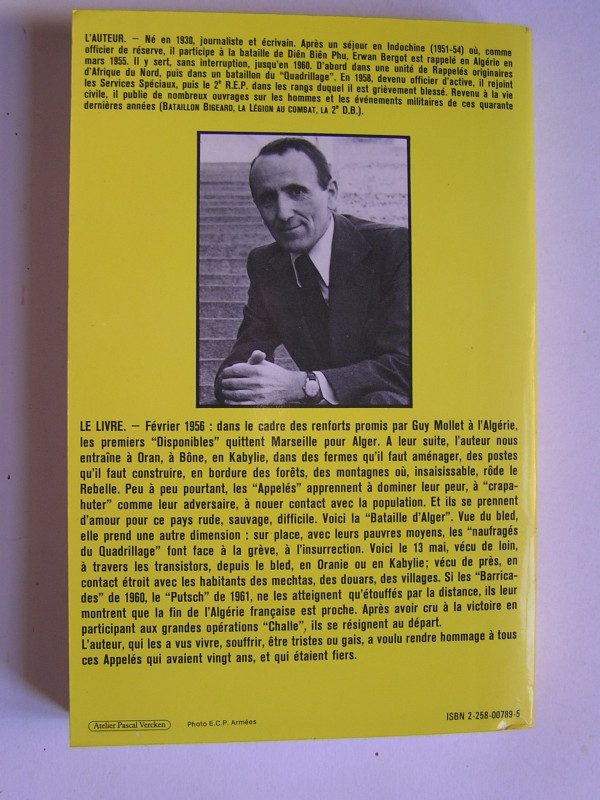 L'AUTEUR. — Né en 1930, journaliste et écrivain. Après un séjour en Indochine (1951-54) où, comme
officier de réserve, il participe à la bataille de Diên Biên Phu, Erwan Bergot est rappelé en Algérie en
mars 1955. Il y sert, sans interruption, jusqu'en 1960. D'abord dans une unité de Rappelés originaires
d'Afrique du Nord, puis dans un bataillon du "Quadrillage". En 1958, devenu officier d'active, il rejoint
les Services Spéciaux, puis le 2e R.E.P. dans les rangs duquel il est grièvement blessé. Revenu à la vie
civile, il publie de nombreux ouvrages sur les hommes et les événements militaires de ces quarante
dernières années (BATAILLON BIGEARD, LA LÉGION AU COMBAT, LA 2e D.B.).
LE LIVRE. — Février 1956 : dans le cadre des renforts promis par Guy Mollet à l'Algérie,
les premiers "Disponibles" quittent Marseille pour Alger. A leur suite, l'auteur nous
entraîne à Oran, à Bône, en Kabylie, dans des fermes qu'il faut aménager, des postes
qu'il faut construire, en bordure des forêts, des montagnes où, insaisissable, rôde le
Rebelle. Peu à peu pourtant, les "Appelés" apprennent à dominer leur peur, à "crapa-
huter" comme leur adversaire, à nouer contact avec la population. Et ils se prennent
d'amour pour ce pays rude, sauvage, difficile. Voici la "Bataille d'Alger". Vue du bled,
elle prend une autre dimension : sur place, avec leurs pauvres moyens, les "naufragés
du Quadrillage" font face à la grève, à l'insurrection. Voici le 13 mai, vécu de loin,
à travers les transistors, depuis le bled, en Oranie ou en Kabylie; vécu de près, en
contact étroit avec les habitants des mechtas, des douars, des villages. Si les "Barrica-
des" de 1960, le "Putsch" de 1961, ne les atteignent qu'étouffés par la distance, ils leur
montrent que la fin de l'Algérie française est proche. Après avoir cru à la victoire en
participant aux grandes opérations "Challe", ils se résignent au départ.
L'auteur, qui les a vus vivre, souffrir, être tristes ou gais, a voulu rendre hommage à tous
ces Appelés qui avaient vingt ans, et qui étaient fiers.
Atelier Pascal Vercken
Photo E.C.P. Armées
ISBN 2-258-00789-5